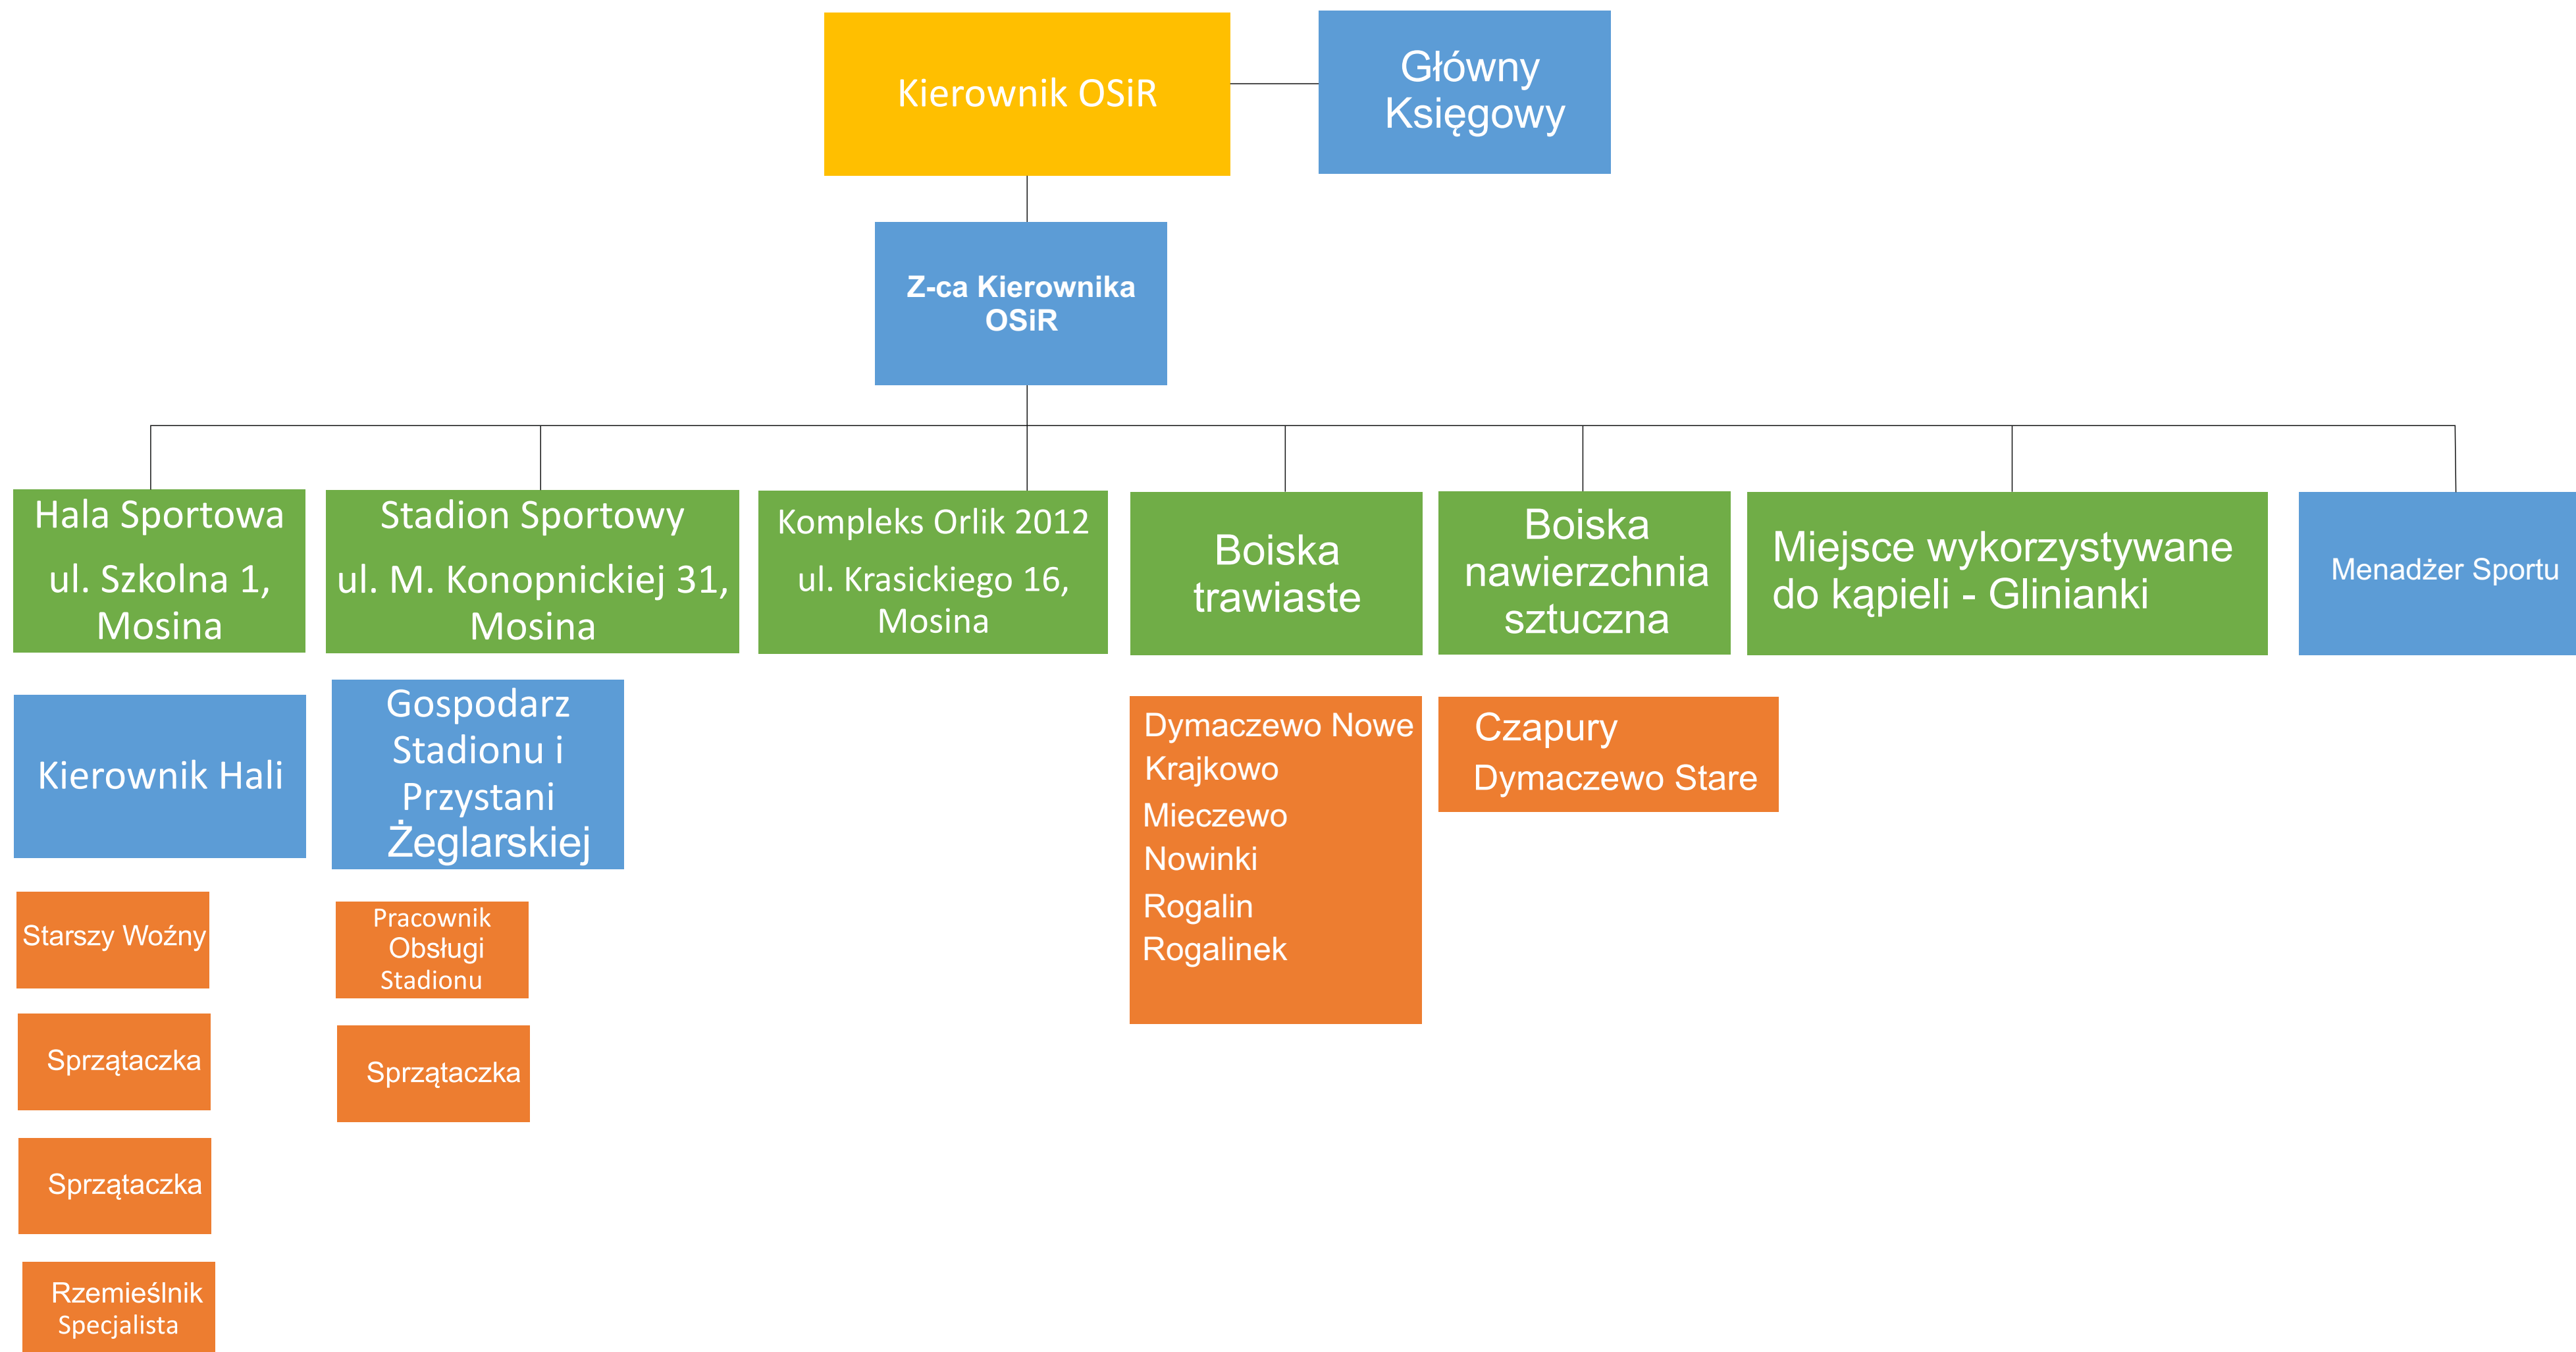 Kierownik OSiR
Główny
Księgowy
Z-ca Kierownika
OSiR
Hala Sportowa
ul. Szkolna 1,
Mosina
Stadion Sportowy
ul. M. Konopnickiej 31,
Mosina
Kompleks Orlik 2012
ul. Krasickiego 16,
Mosina
Boiska
trawiaste
Boiska
nawierzchnia
sztuczna
Miejsce wykorzystywane
do kąpieli - Glinianki
Menadżer Sportu
Kierownik Hali
Gospodarz
Stadionu i
Przystani
Żeglarskiej
Dymaczewo Nowe
Krajkowo
Mieczewo
Nowinki
Rogalin
Rogalinek
Czapury
Dymaczewo Stare
Starszy Woźny
Pracownik
Obsługi
Stadionu
Sprzątaczka
Sprzątaczka
Sprzątaczka
Rzemieślnik
Specjalista